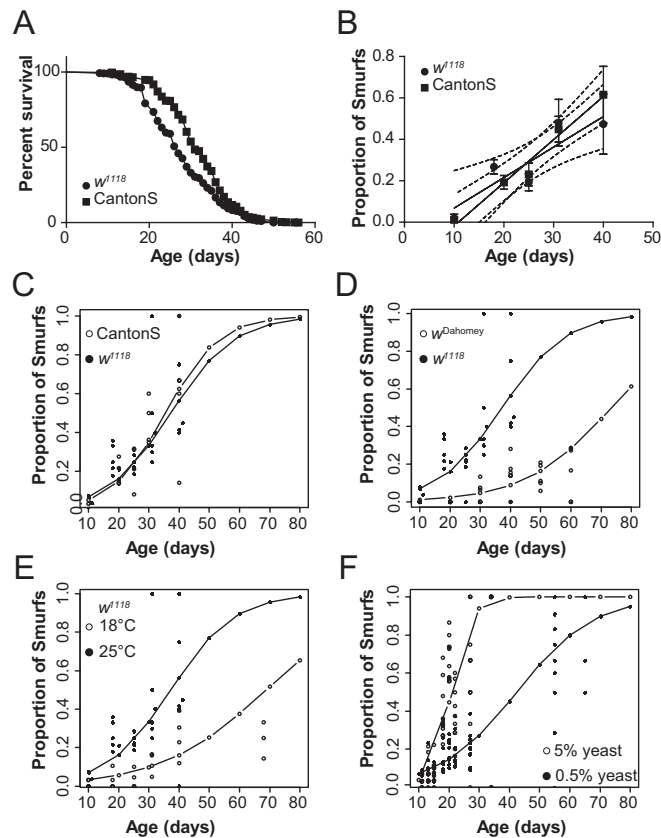 A
Percent survival
100
50
0
w1118
CantonS
0 20 40 60
Age (days)
B
Proportion of Smurfs
0.8
0.6
0.4
0.2
0.0
w1118
CantonS
0 10 20 30 40 50
Age (days)
C
Proportion of Smurfs
1.0
0.8
0.6
0.4
0.2
0.0
CantonS
w1118
10 20 30 40 50 60 70 80
Age (days)
D
Proportion of Smurfs
1.0
0.8
0.6
0.4
0.2
0.0
wDahomey
w1118
10 20 30 40 50 60 70 80
Age (days)
E
Proportion of Smurfs
1.0
0.8
0.6
0.4
0.2
0.0
w1118
18°C
25°C
10 20 30 40 50 60 70 80
Age (days)
F
Proportion of Smurfs
1.0
0.8
0.6
0.4
0.2
0.0
5% yeast
0.5% yeast
10 20 30 40 50 60 70 80
Age (days)